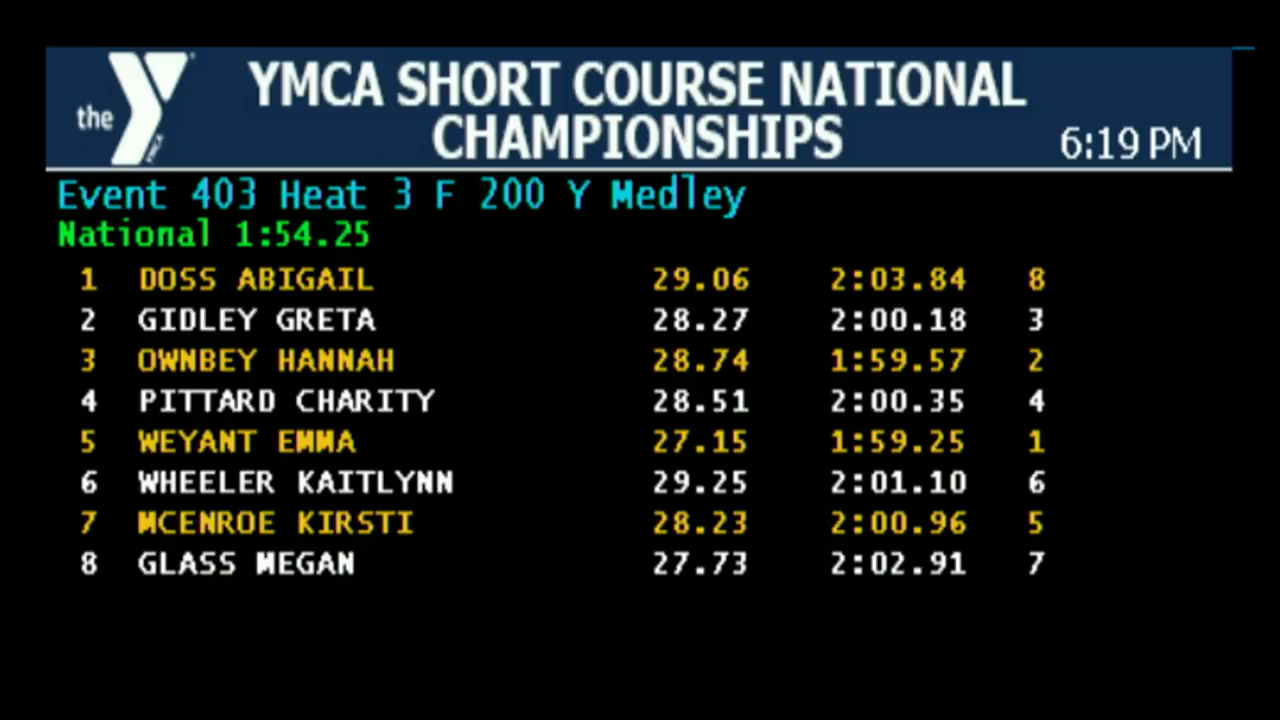 the
YMCA SHORT COURSE NATIONAL
CHAMPIONSHIPS
6:19 PM
Event 403 Heat 3 F 200 Y Medley
National 1:54.25
1 DOSS ABIGAIL 29.06 2:03.84 8
2 GIDLEY GRETA 28.27 2:00.18 3
3 OWNBEY HANNAH 28.74 1:59.57 2
4 PITTARD CHARITY 28.51 2:00.35 4
5 WEYANT EMMA 27.15 1:59.25 1
6 WHEELER KAITLYNN 29.25 2:01.10 6
7 MCENROE KIRSTI 28.23 2:00.96 5
8 GLASS MEGAN 27.73 2:02.91 7